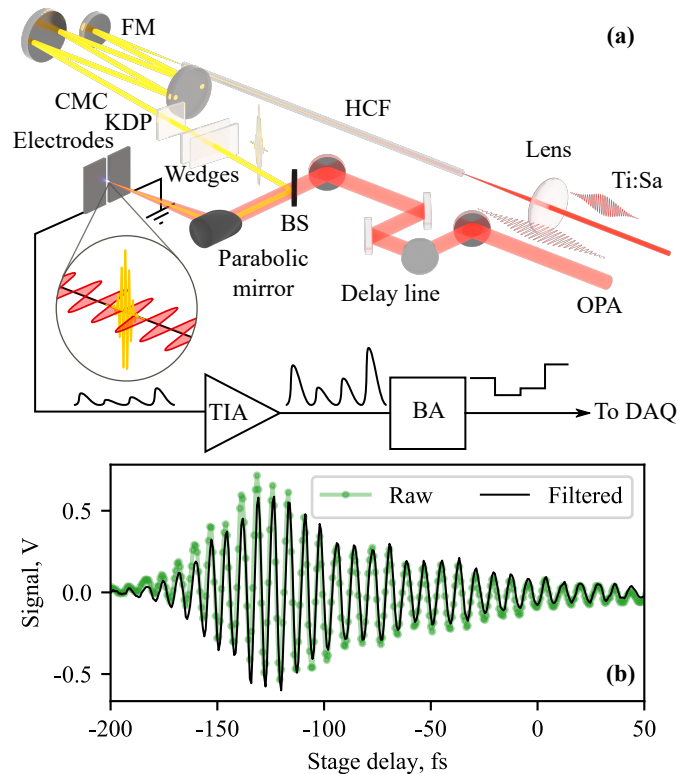 FM
(a)
CMC
HCF
KDP
Electrodes
Lens
Ti:Sa
Wedges
BS
Parabolic
mirror
Delay line
OPA
TIA
BA
To DAQ
Raw
Filtered
0.5
0.0
-0.5
Signal, V
(b)
-200
-150
-100
-50
0
50
Stage delay, fs